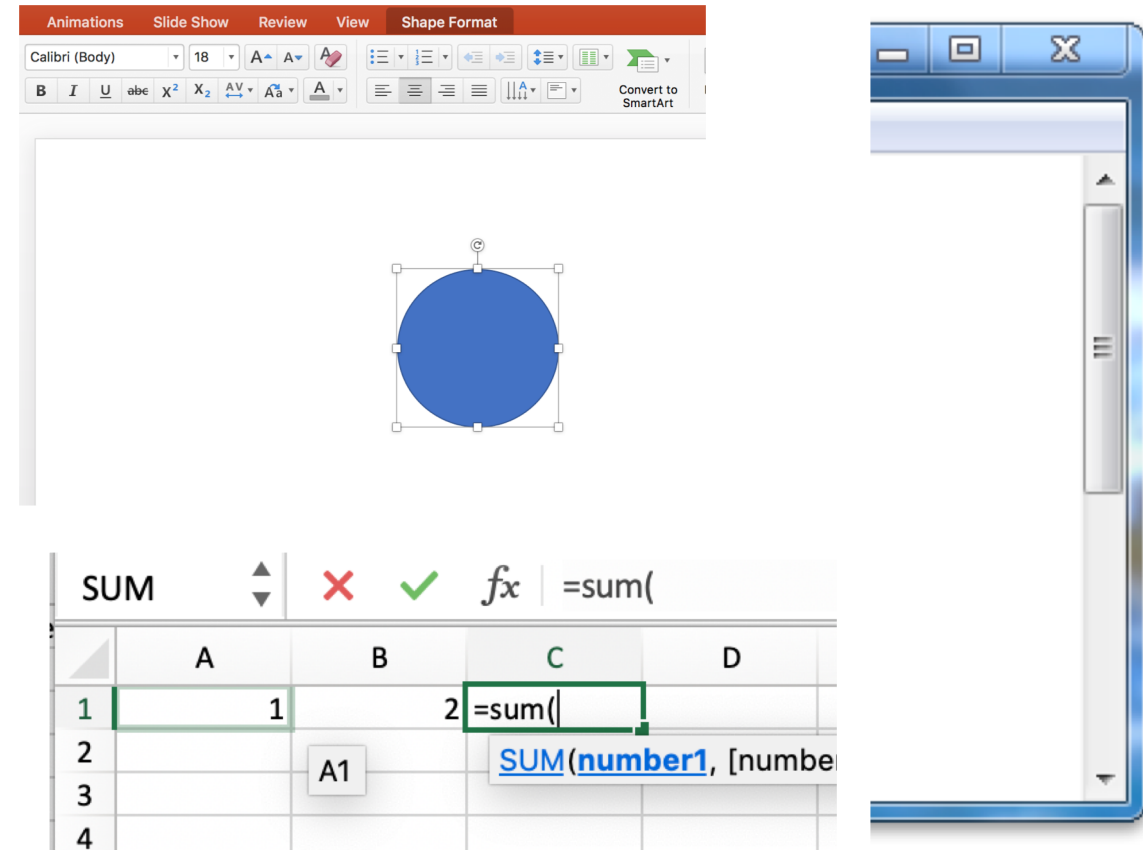 Animations Slide Show Review View Shape Format
Calibri (Body) 18 A A A
B I U abc X² X₂ AV Aa A
Convert to
SmartArt
SUM fx =sum(
A B C D
1 1 2 =sum(
2 A1 SUM(number1, [number
3
4